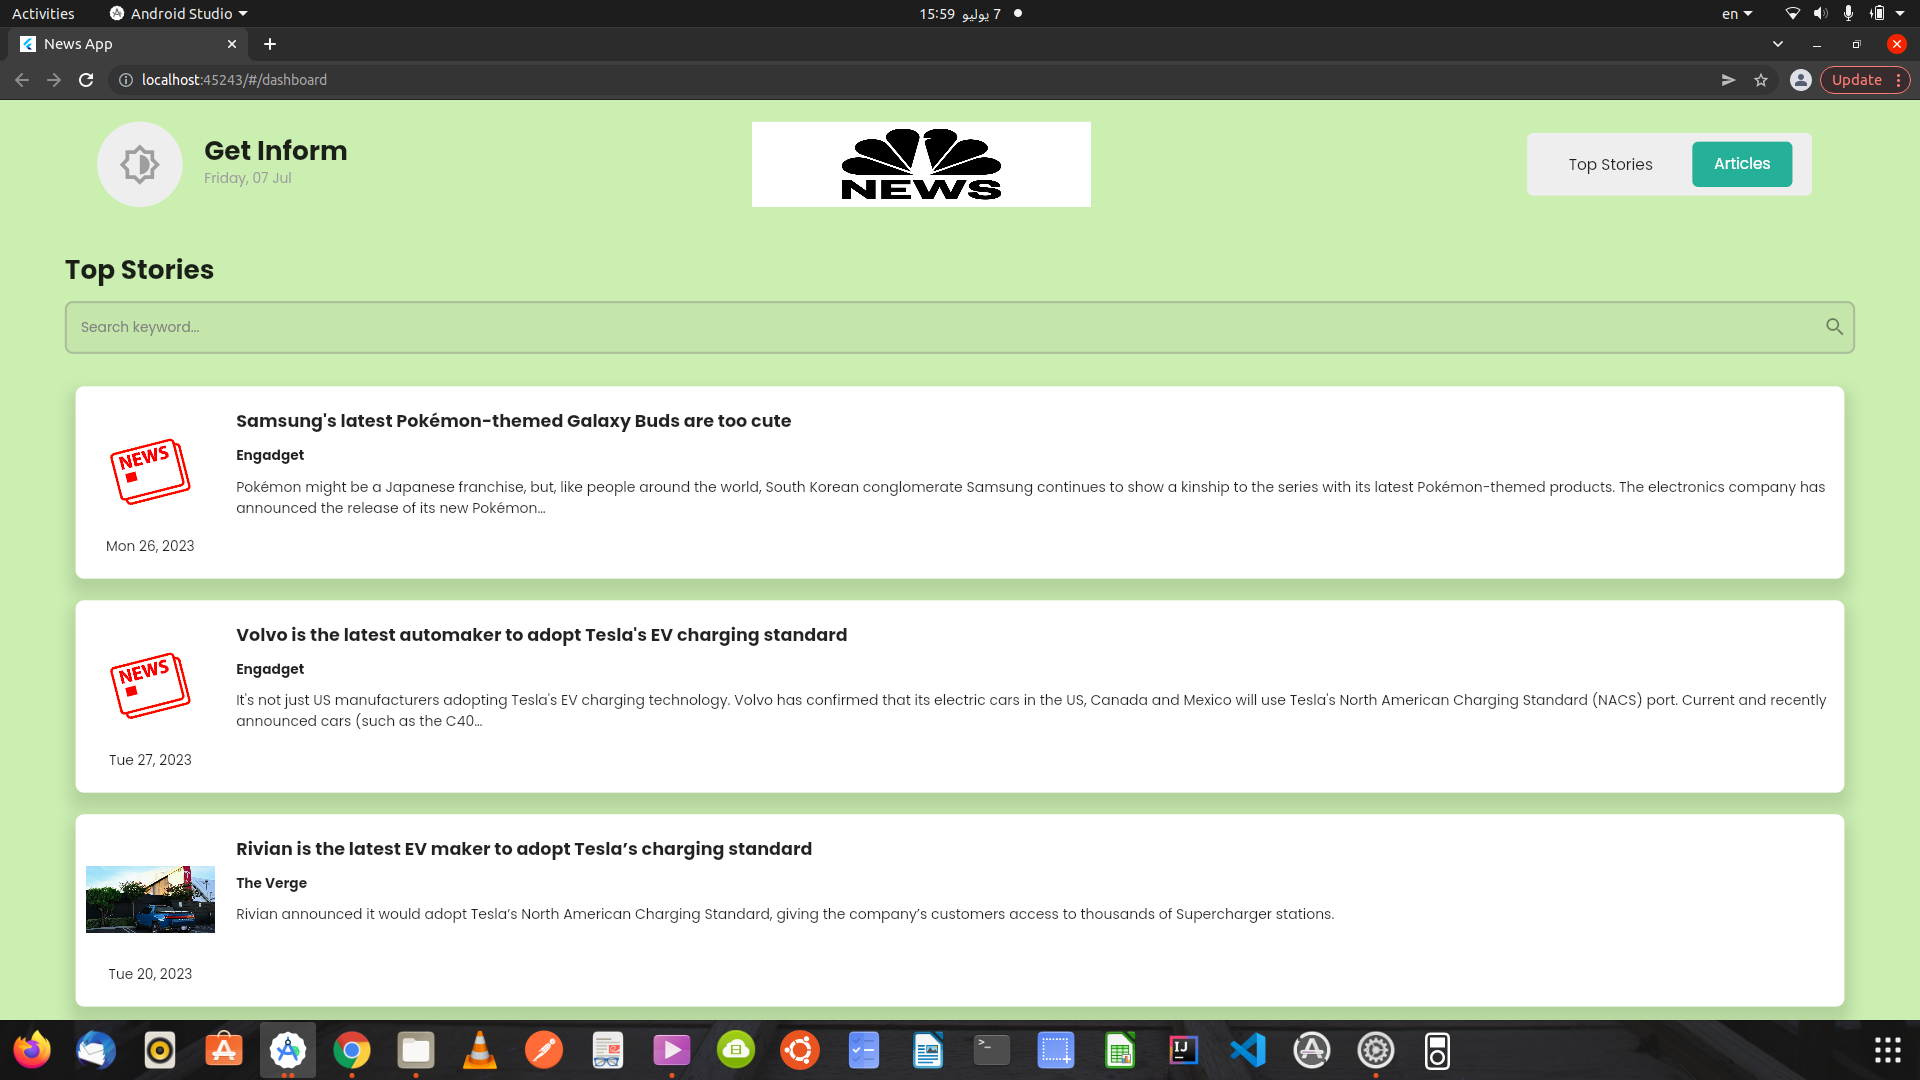 Activities
Android Studio
15:59 7 يوليو
en
News App
localhost:45243/#/dashboard
Update
Get Inform
Friday, 07 Jul
NEWS
Top Stories
Articles
Top Stories
Search keyword...
Samsung's latest Pokémon-themed Galaxy Buds are too cute
Engadget
NEWS
Pokémon might be a Japanese franchise, but, like people around the world, South Korean conglomerate Samsung continues to show a kinship to the series with its latest Pokémon-themed products. The electronics company has
announced the release of its new Pokémon…
Mon 26, 2023
Volvo is the latest automaker to adopt Tesla's EV charging standard
Engadget
NEWS
It's not just US manufacturers adopting Tesla's EV charging technology. Volvo has confirmed that its electric cars in the US, Canada and Mexico will use Tesla's North American Charging Standard (NACS) port. Current and recently
announced cars (such as the C40…
Tue 27, 2023
Rivian is the latest EV maker to adopt Tesla’s charging standard
The Verge
Rivian announced it would adopt Tesla’s North American Charging Standard, giving the company’s customers access to thousands of Supercharger stations.
Tue 20, 2023
>_
IJ